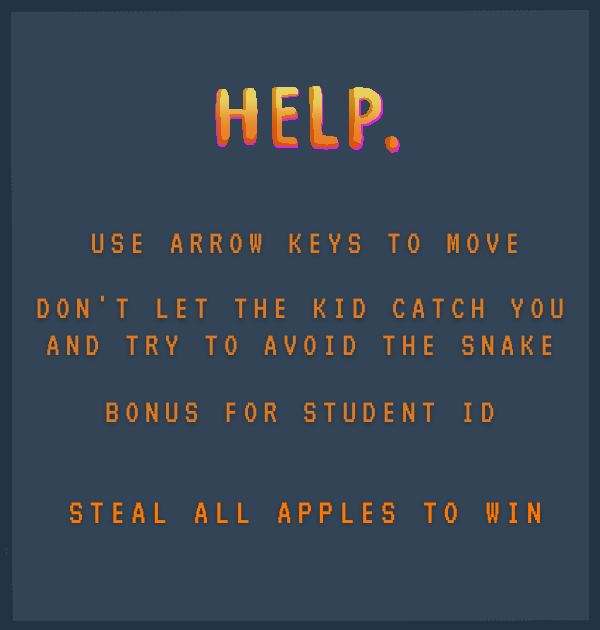 HELP.
USE ARROW KEYS TO MOVE
DON'T LET THE KID CATCH YOU
AND TRY TO AVOID THE SNAKE
BONUS FOR STUDENT ID
STEAL ALL APPLES TO WIN